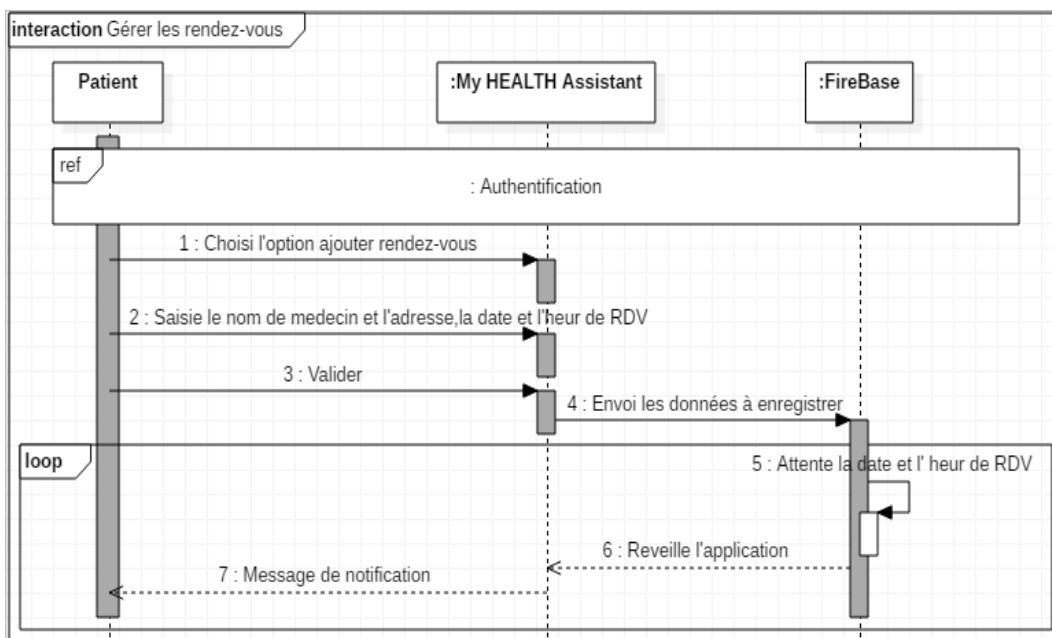 interaction Gérer les rendez-vous
Patient
:My HEALTH Assistant
:FireBase
ref
: Authentification
1 : Choisi l'option ajouter rendez-vous
2 : Saisie le nom de medecin et l'adresse,la date et l'heur de RDV
3 : Valider
4 : Envoi les données à enregistrer
loop
5 : Attente la date et l' heur de RDV
6 : Reveille l'application
7 : Message de notification